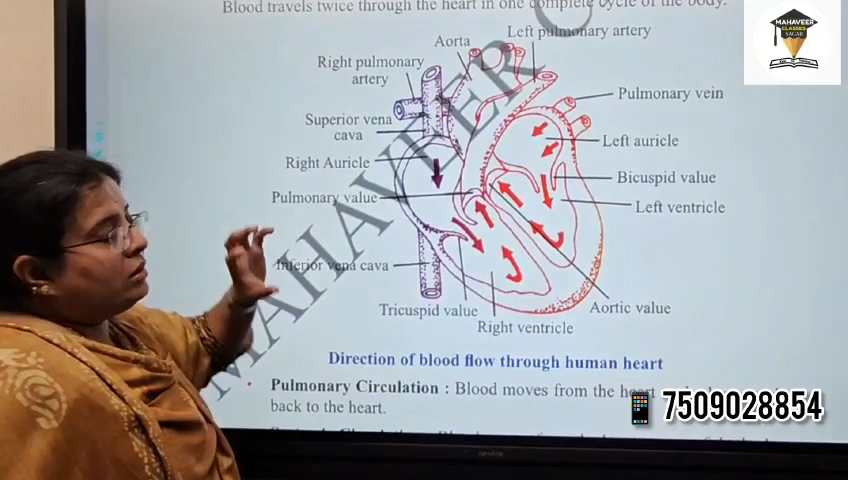 Blood travels twice through the heart in one complete cycle of the body.
MAHAVEER
CLASSES
SAGAR
Left pulmonary artery
Aorta
Right pulmonary
artery
Pulmonary vein
Superior vena
cava
Left auricle
Right Auricle
Bicuspid value
Pulmonary value
Left ventricle
Inferior vena cava
Tricuspid value
Aortic value
Right ventricle
MAHAVEER C
Direction of blood flow through human heart
Pulmonary Circulation : Blood moves from the heart
back to the heart.
7509028854